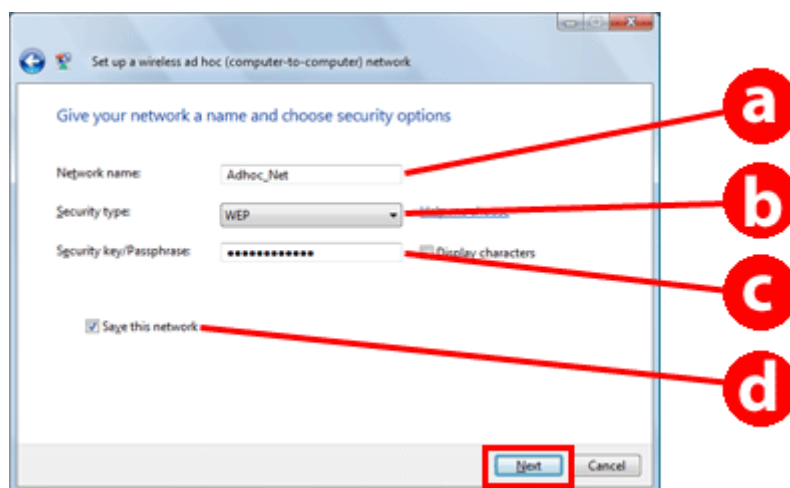 Set up a wireless ad hoc (computer-to-computer) network
Give your network a name and choose security options
a
Network name: Adhoc_Net
Security type: WEP
b
Security key/Passphrase: •••••••••••• Display characters
c
Save this network
d
Next Cancel